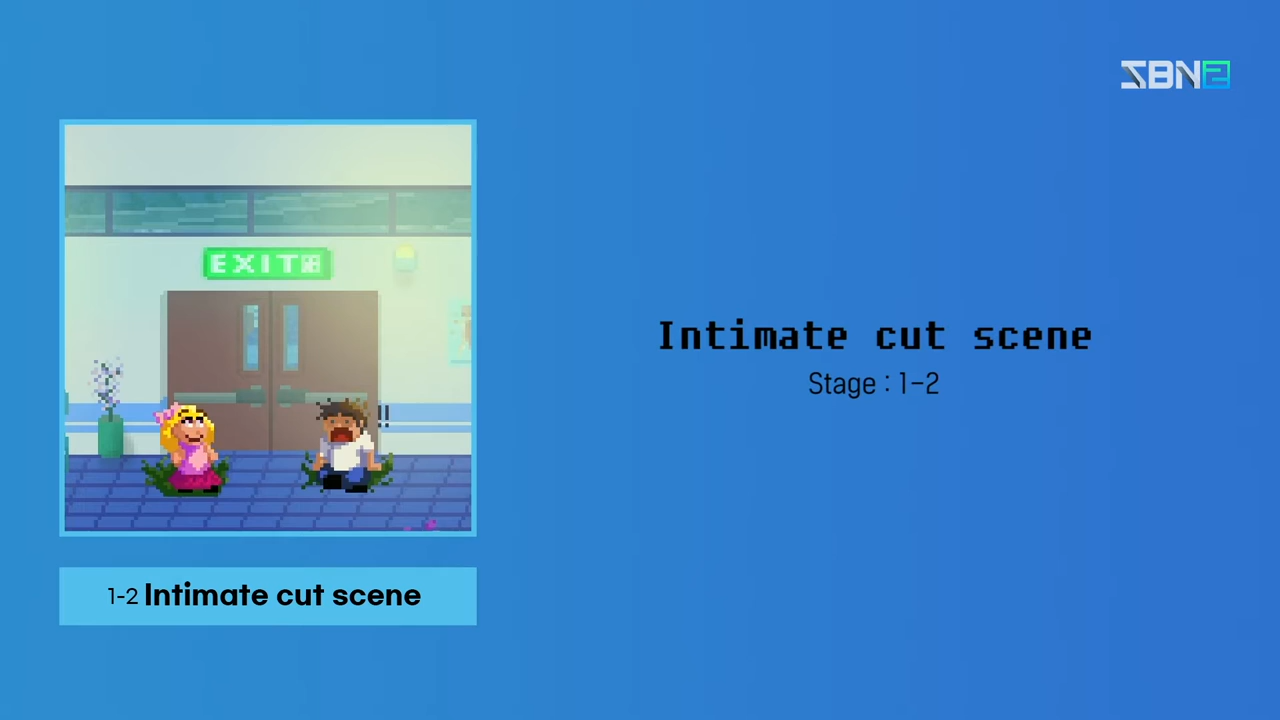 SBN2
EXIT
!!
Intimate cut scene
Stage : 1-2
1-2 Intimate cut scene